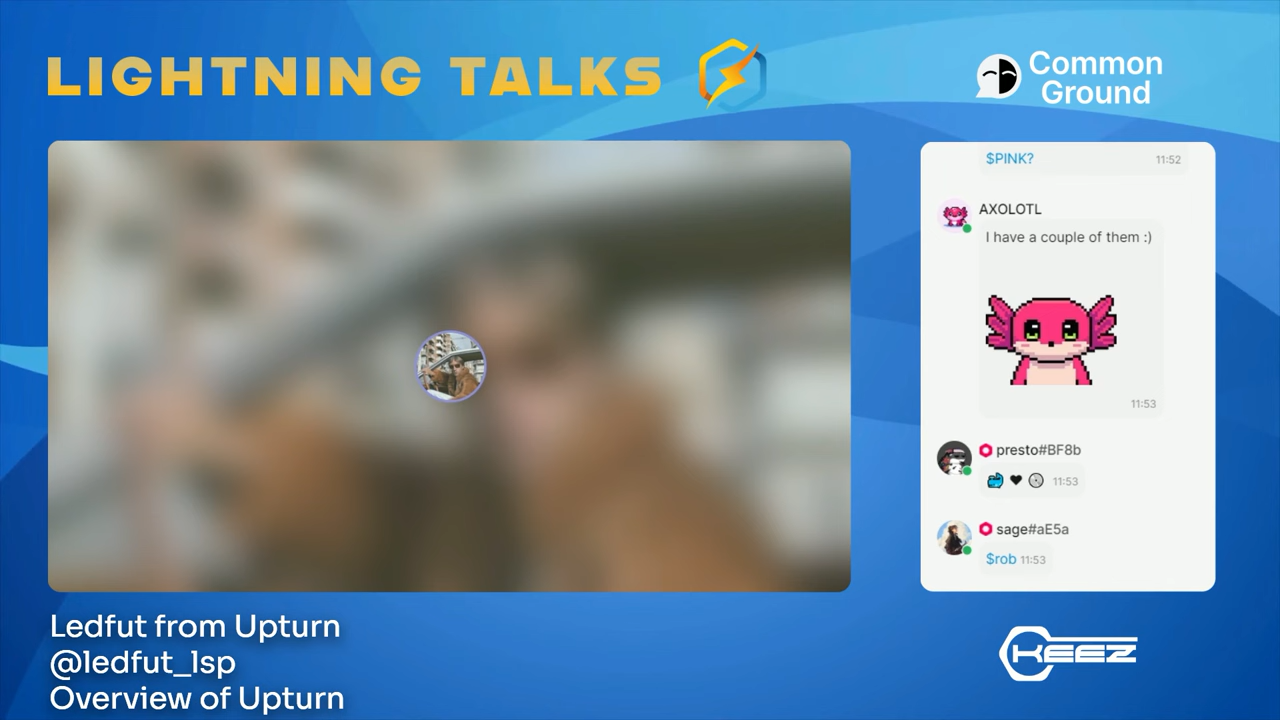 LIGHTNING TALKS
Common
Ground
$PINK?
11:52
AXOLOTL
I have a couple of them :)
11:53
presto#BF8b
11:53
sage#aE5a
$rob 11:53
Ledfut from Upturn
@ledfut_lsp
Overview of Upturn
KEEZ